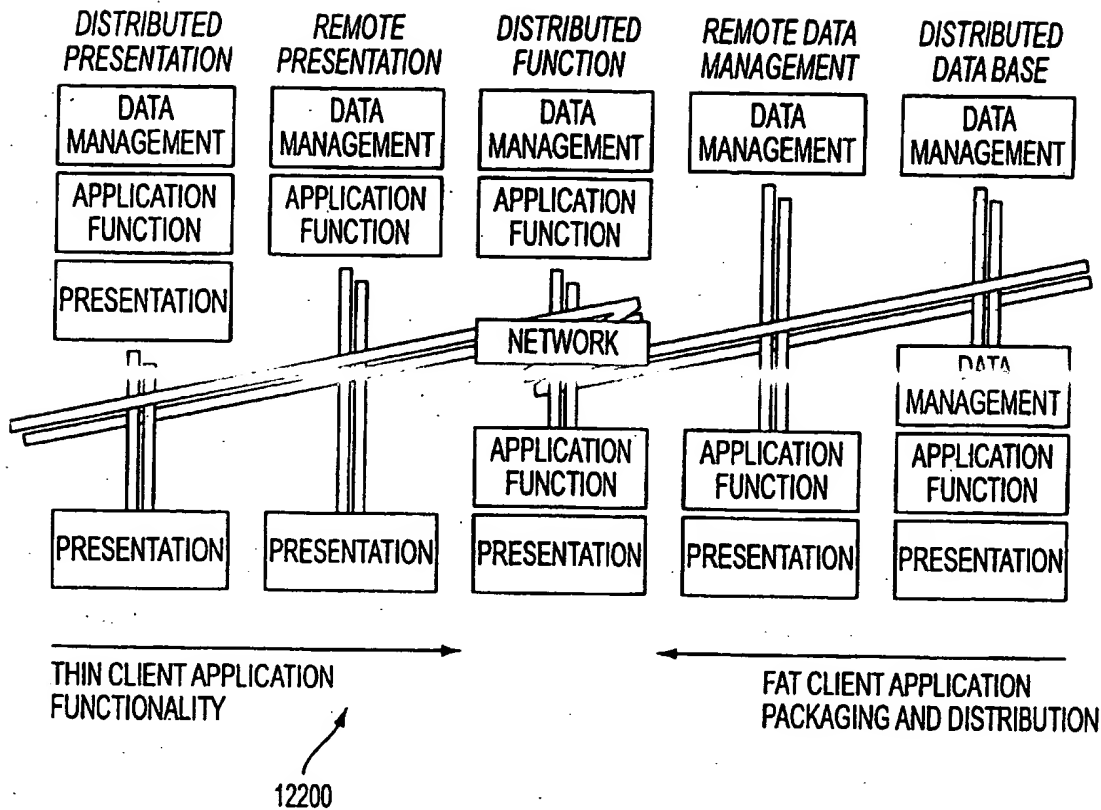 DISTRIBUTED
PRESENTATION
REMOTE
PRESENTATION
DISTRIBUTED
FUNCTION
REMOTE DATA
MANAGEMENT
DISTRIBUTED
DATA BASE
DATA
MANAGEMENT
DATA
MANAGEMENT
DATA
MANAGEMENT
DATA
MANAGEMENT
DATA
MANAGEMENT
APPLICATION
FUNCTION
APPLICATION
FUNCTION
APPLICATION
FUNCTION
PRESENTATION
NETWORK
DATA
MANAGEMENT
APPLICATION
FUNCTION
APPLICATION
FUNCTION
APPLICATION
FUNCTION
PRESENTATION
PRESENTATION
PRESENTATION
PRESENTATION
PRESENTATION
THIN CLIENT APPLICATION
FUNCTIONALITY
FAT CLIENT APPLICATION
PACKAGING AND DISTRIBUTION
12200